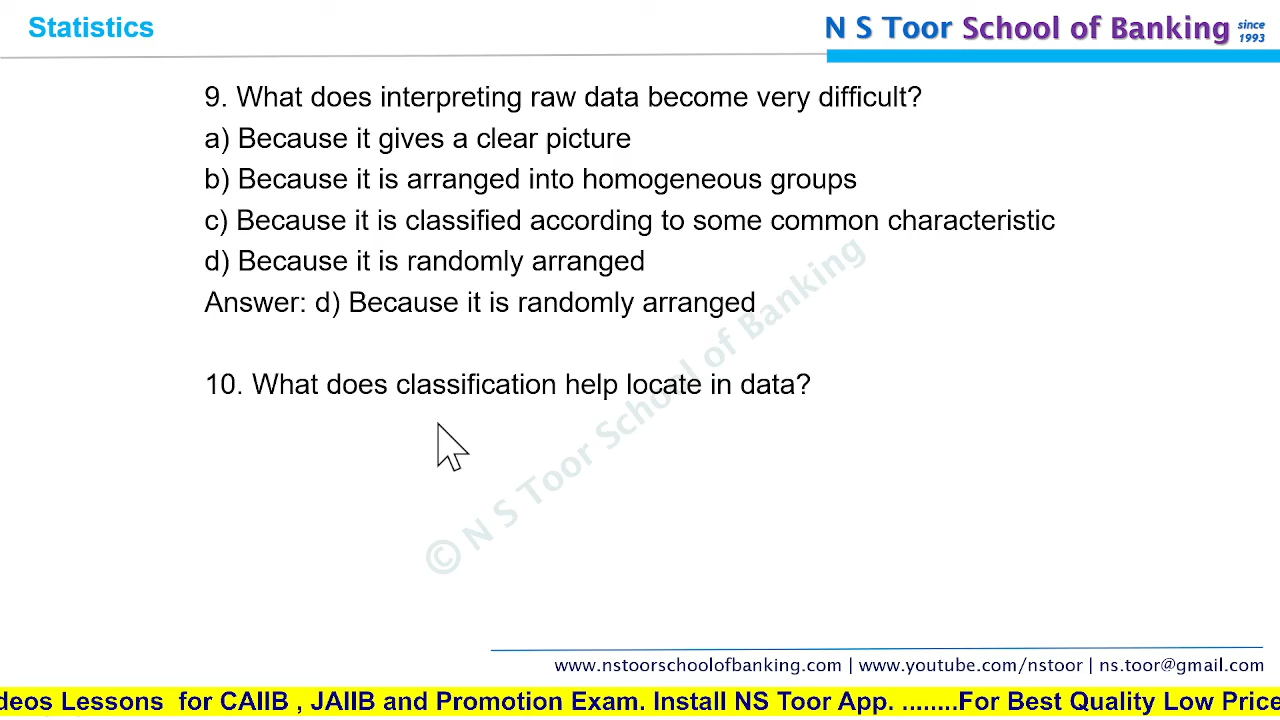 Statistics
N S Toor School of Banking since 1993
9. What does interpreting raw data become very difficult?
a) Because it gives a clear picture
b) Because it is arranged into homogeneous groups
c) Because it is classified according to some common characteristic
d) Because it is randomly arranged
Answer: d) Because it is randomly arranged
10. What does classification help locate in data?
© N S Toor School of Banking
www.nstoorschoolofbanking.com | www.youtube.com/nstoor | ns.toor@gmail.com
deos Lessons for CAIIB , JAIIB and Promotion Exam. Install NS Toor App. ........For Best Quality Low Price